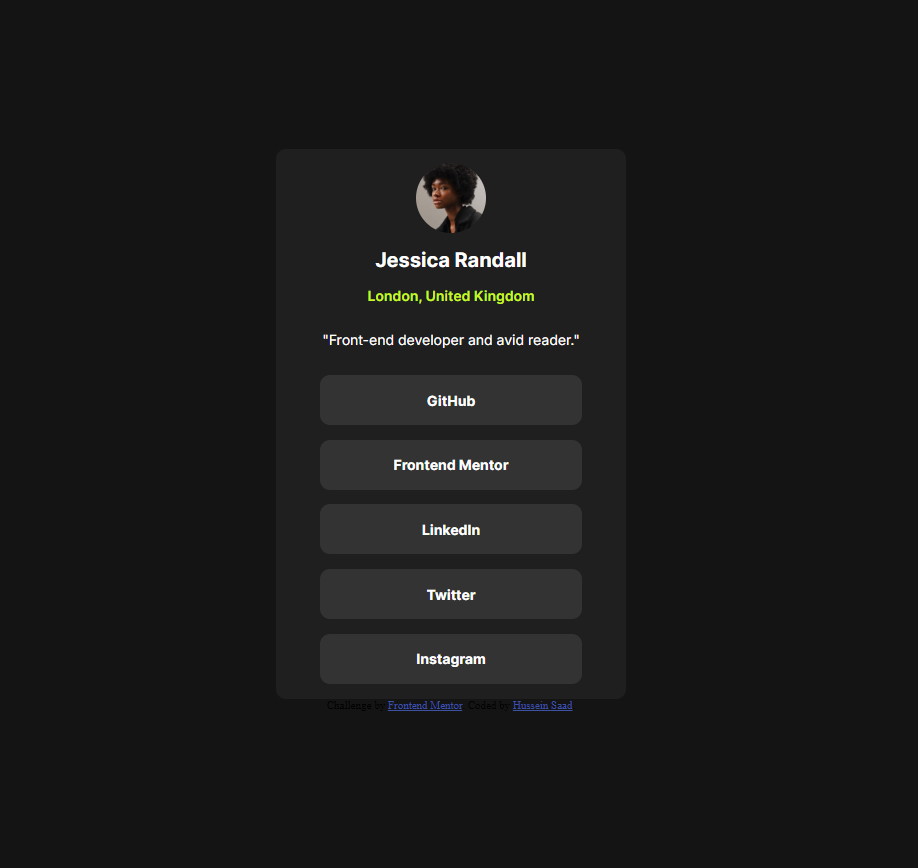 Jessica Randall
London, United Kingdom
"Front-end developer and avid reader."
GitHub
Frontend Mentor
LinkedIn
Twitter
Instagram
Challenge by Frontend Mentor. Coded by Hussein Saad